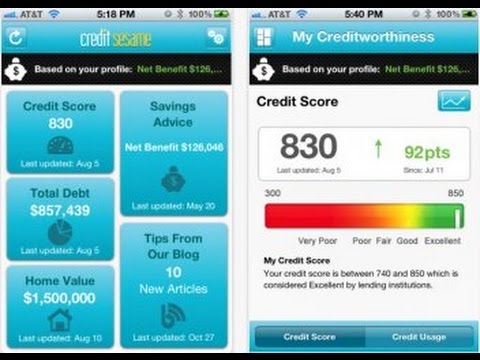 AT&T 5:18 PM 100%
credit sesame
Based on your profile: Net Benefit $126,...
Credit Score
830
Last updated: Aug 5
Savings
Advice
Net Benefit $126,046
Last updated: May 20
Total Debt
$857,439
Last updated: Aug 5
Tips From
Our Blog
10
New Articles
Last updated: Oct 27
Home Value
$1,500,000
Last updated: Aug 10
AT&T 5:40 PM 100%
My Creditworthiness
Based on your profile: Net Benefit $126,...
Credit Score
830
Last updated: Aug 5
92pts
Since: Jul 11
300 850
Very Poor Poor Fair Good Excellent
My Credit Score
Your credit score is between 740 and 850 which is
considered Excellent by lending institutions.
Credit Score Credit Usage